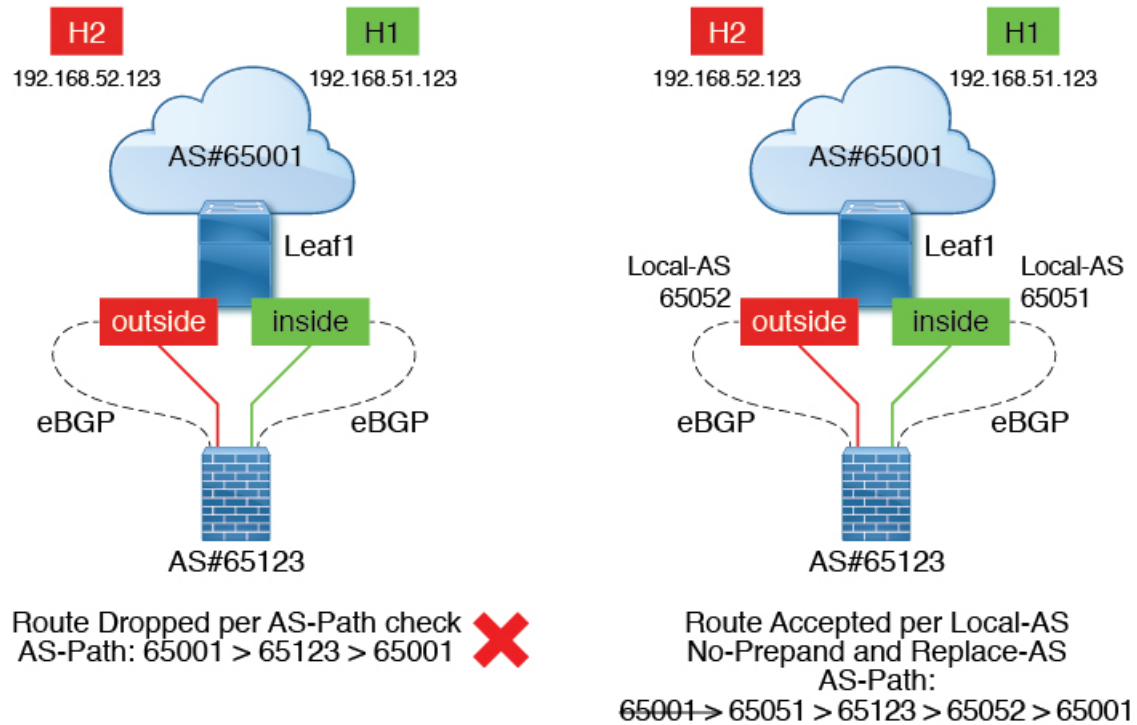 H2
H1
192.168.52.123
192.168.51.123
AS#65001
Leaf1
outside
inside
eBGP
eBGP
AS#65123
Route Dropped per AS-Path check
AS-Path: 65001 > 65123 > 65001
H2
H1
192.168.52.123
192.168.51.123
AS#65001
Leaf1
Local-AS
65052
Local-AS
65051
outside
inside
eBGP
eBGP
AS#65123
Route Accepted per Local-AS
No-Prepand and Replace-AS
AS-Path:
65001 > 65051 > 65123 > 65052 > 65001